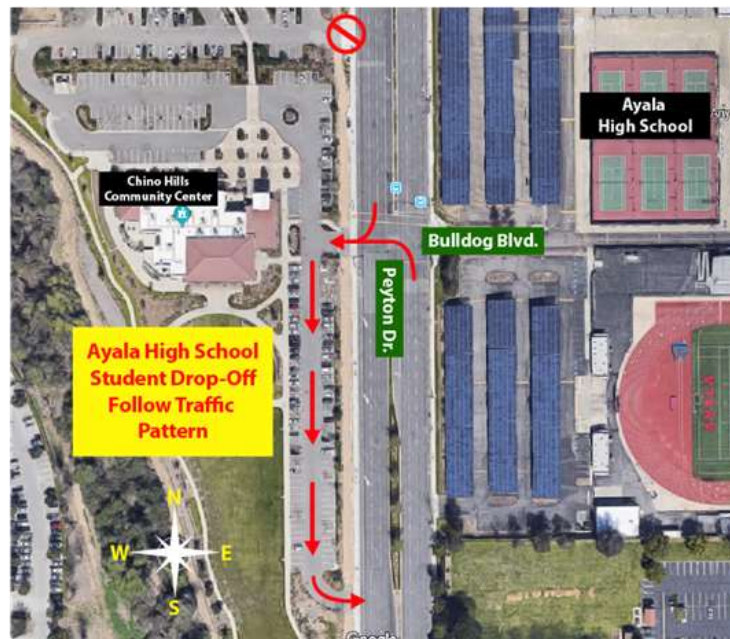 Ayala
High School
Chino Hills
Community Center
Bulldog Blvd.
Peyton Dr.
Ayala High School
Student Drop-Off
Follow Traffic
Pattern
N
W
E
S
Google